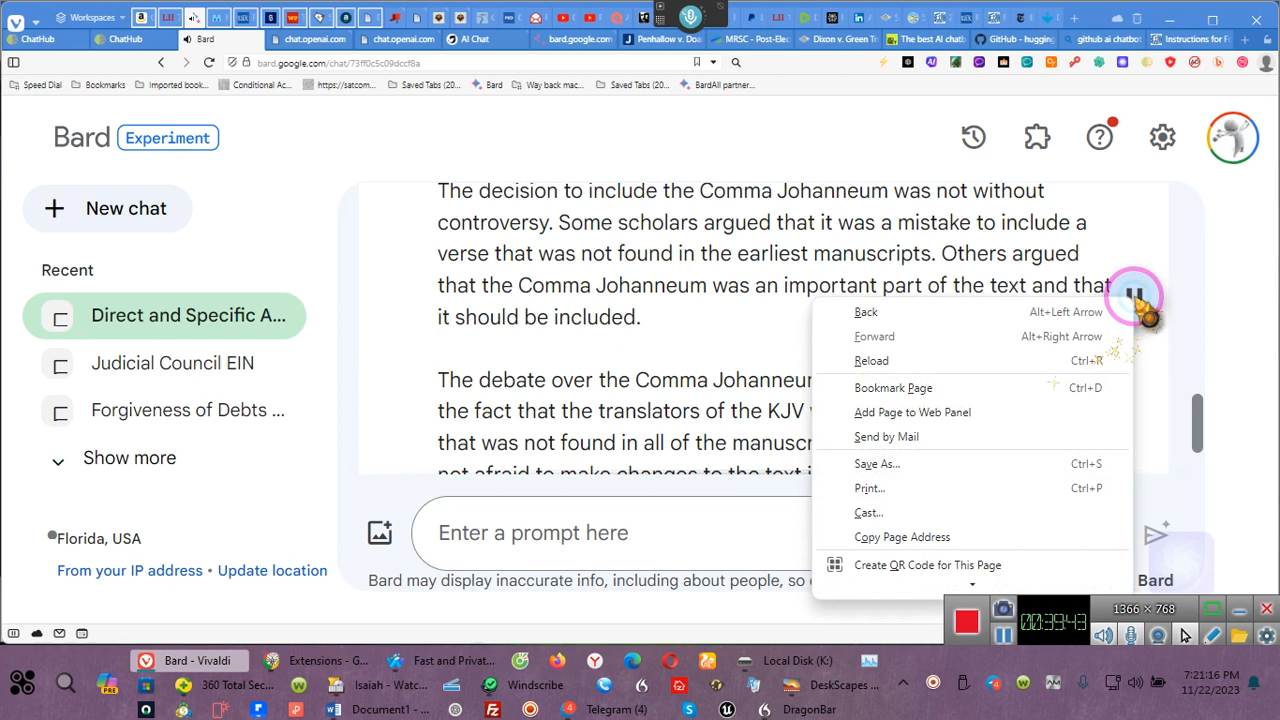 Workspaces
ChatHub
ChatHub
Bard
chat.openai.com
chat.openai.com
AI Chat
bard.google.com
Penhallow v. Doa
MRSC - Post-Elec
Dixon v. Green T
The best AI chatb
GitHub - hugging
github ai chatbot
Instructions for Fo
bard.google.com/chat/73ff0c5c09dccf8a
Speed Dial
Bookmarks
Imported book...
Conditional Ac...
https://satcom...
Saved Tabs (20...
Bard
Way back mac...
Saved Tabs (20...
BardAll partner...
Bard
Experiment
New chat
Recent
Direct and Specific A...
Judicial Council EIN
Forgiveness of Debts ...
Show more
Florida, USA
From your IP address • Update location
The decision to include the Comma Johanneum was not without
controversy. Some scholars argued that it was a mistake to include a
verse that was not found in the earliest manuscripts. Others argued
that the Comma Johanneum was an important part of the text and that
it should be included.
The debate over the Comma Johanneu
the fact that the translators of the KJV
that was not found in all of the manusc
not afraid to make changes to the text i
Enter a prompt here
Bard may display inaccurate info, including about people, so
Bard
Back Alt+Left Arrow
Forward Alt+Right Arrow
Reload Ctrl+R
Bookmark Page Ctrl+D
Add Page to Web Panel
Send by Mail
Save As... Ctrl+S
Print... Ctrl+P
Cast...
Copy Page Address
Create QR Code for This Page
00:39:43
1366 × 768
Bard - Vivaldi
Extensions - G...
Fast and Privat...
Local Disk (K:)
PRE
360 Total Sec...
Isaiah - Watc...
Windscribe
DeskScapes ...
Document1 - ...
Telegram (4)
DragonBar
7:21:16 PM
11/22/2023